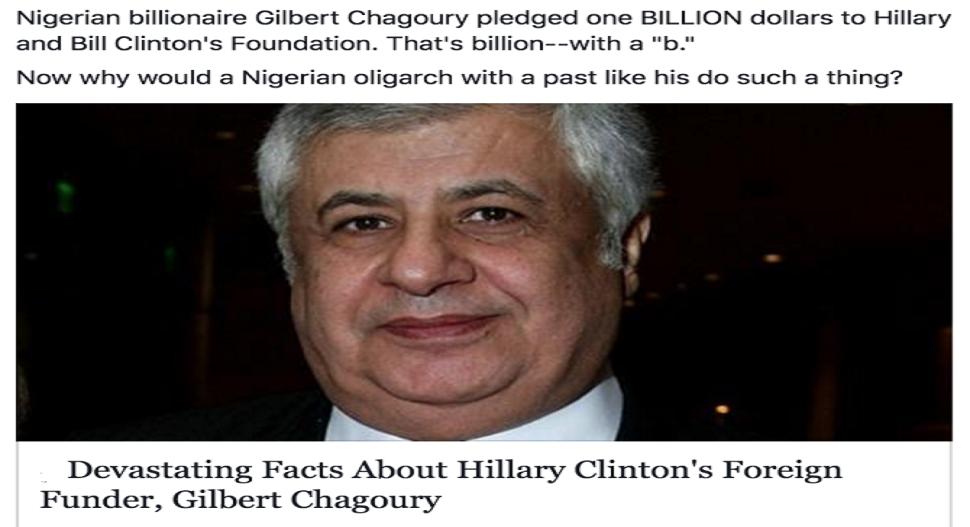 Nigerian billionaire Gilbert Chagoury pledged one BILLION dollars to Hillary
and Bill Clinton's Foundation. That's billion--with a "b."
Now why would a Nigerian oligarch with a past like his do such a thing?
Devastating Facts About Hillary Clinton's Foreign
Funder, Gilbert Chagoury